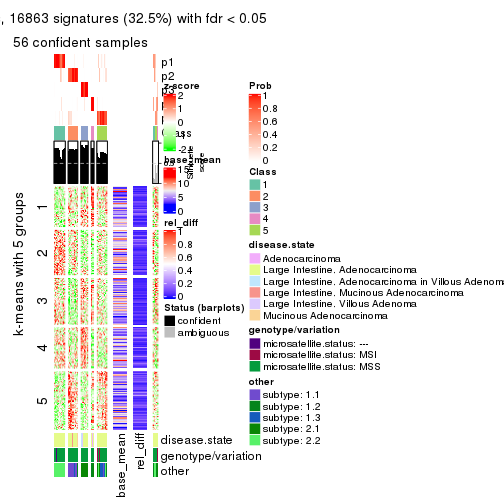 , 16863 signatures (32.5%) with fdr < 0.05
56 confident samples
p1
p2
z-score
2
0
Class
base_mean
15
10
5
0
rel_diff
1
0.8
0.6
0.4
0.2
0
Status (barplots)
confident
ambiguous
Silhouette
score
Prob
1
0.8
0.6
0.4
0.2
0
Class
1
2
3
4
5
disease.state
Adenocarcinoma
Large Intestine. Adenocarcinoma
Large Intestine. Adenocarcinoma in Villous Adenom
Large Intestine. Mucinous Adenocarcinoma
Large Intestine. Villous Adenoma
Mucinous Adenocarcinoma
genotype/variation
microsatellite.status: ---
microsatellite.status: MSI
microsatellite.status: MSS
other
subtype: 1.1
subtype: 1.2
subtype: 1.3
subtype: 2.1
subtype: 2.2
k-means with 5 groups
1
2
3
4
5
base_mean
rel_diff
disease.state
genotype/variation
other